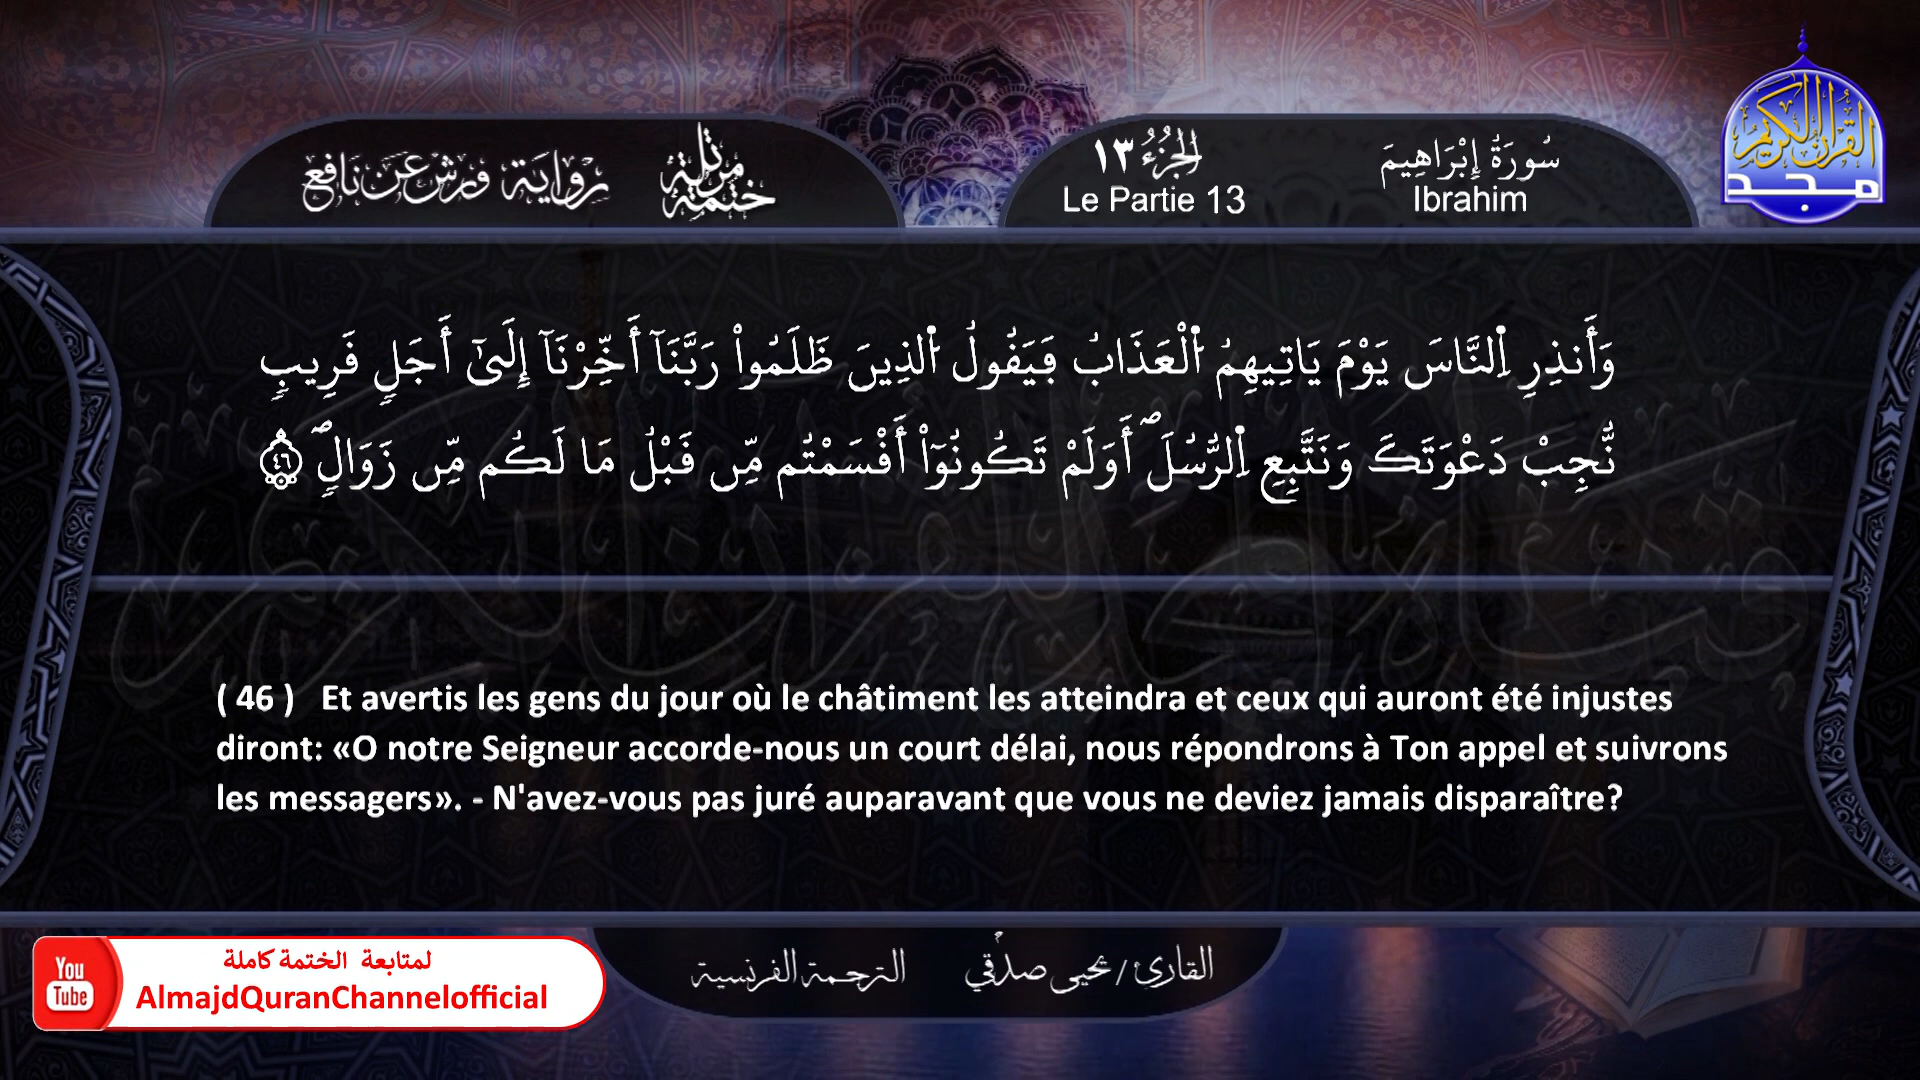 ختمة مرتلة رواية ورش عن نافع
الجزء ١٣
Le Partie 13
سُورَةُ إِبْرَاهِيمَ
Ibrahim
القرآن الكريم
مجد
وَأَنذِرِ اِ۬لنَّاسَ يَوْمَ يَاتِيهِمُ اُ۬لْعَذَابُ فَيَقُولُ اُ۬لذِينَ ظَلَمُواْ رَبَّنَآ أَخِّرْنَآ إِلَىٰٓ أَجَلٖ قَرِيبٖ
نُّجِبْ دَعْوَتَكَ وَنَتَّبِعِ اِ۬لرُّسُلَۖ أَوَلَمْ تَكُونُوٓاْ أَقْسَمْتُم مِّن قَبْلُ مَا لَكُم مِّن زَوَالٖۖ ٤٦
( 46 ) Et avertis les gens du jour où le châtiment les atteindra et ceux qui auront été injustes
diront: «O notre Seigneur accorde-nous un court délai, nous répondrons à Ton appel et suivrons
les messagers». - N'avez-vous pas juré auparavant que vous ne deviez jamais disparaître?
القارئ / يحيى صدقي الترجمة الفرنسية
You
Tube
لمتابعة الختمة كاملة
AlmajdQuranChannelofficial